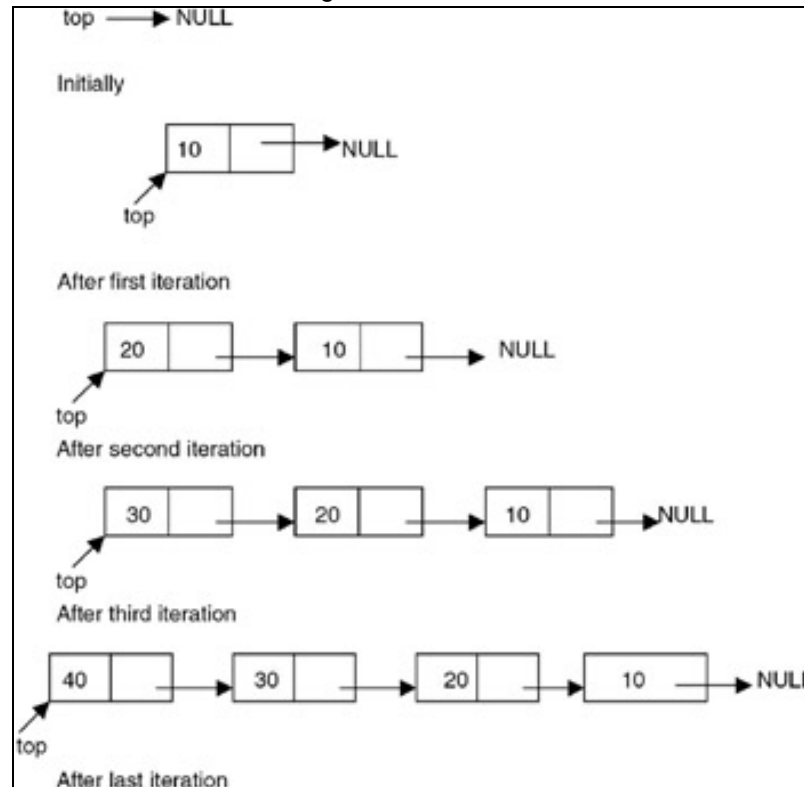 top NULL
Initially
10 NULL
top
After first iteration
20 10 NULL
top
After second iteration
30 20 10 NULL
top
After third iteration
40 30 20 10 NULL
top
After last iteration